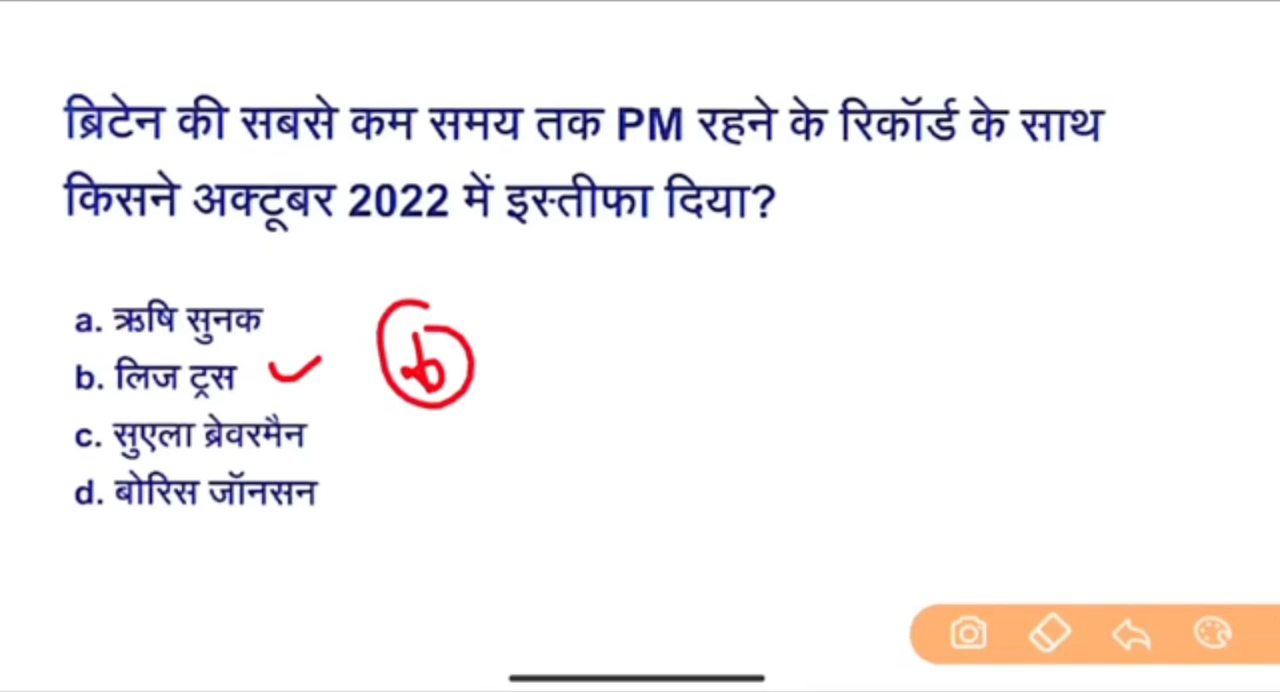 ब्रिटेन की सबसे कम समय तक PM रहने के रिकॉर्ड के साथ
किसने अक्टूबर 2022 में इस्तीफा दिया?
a. ऋषि सुनक
b. लिज ट्रस
b
c. सुएला ब्रेवरमैन
d. बोरिस जॉनसन